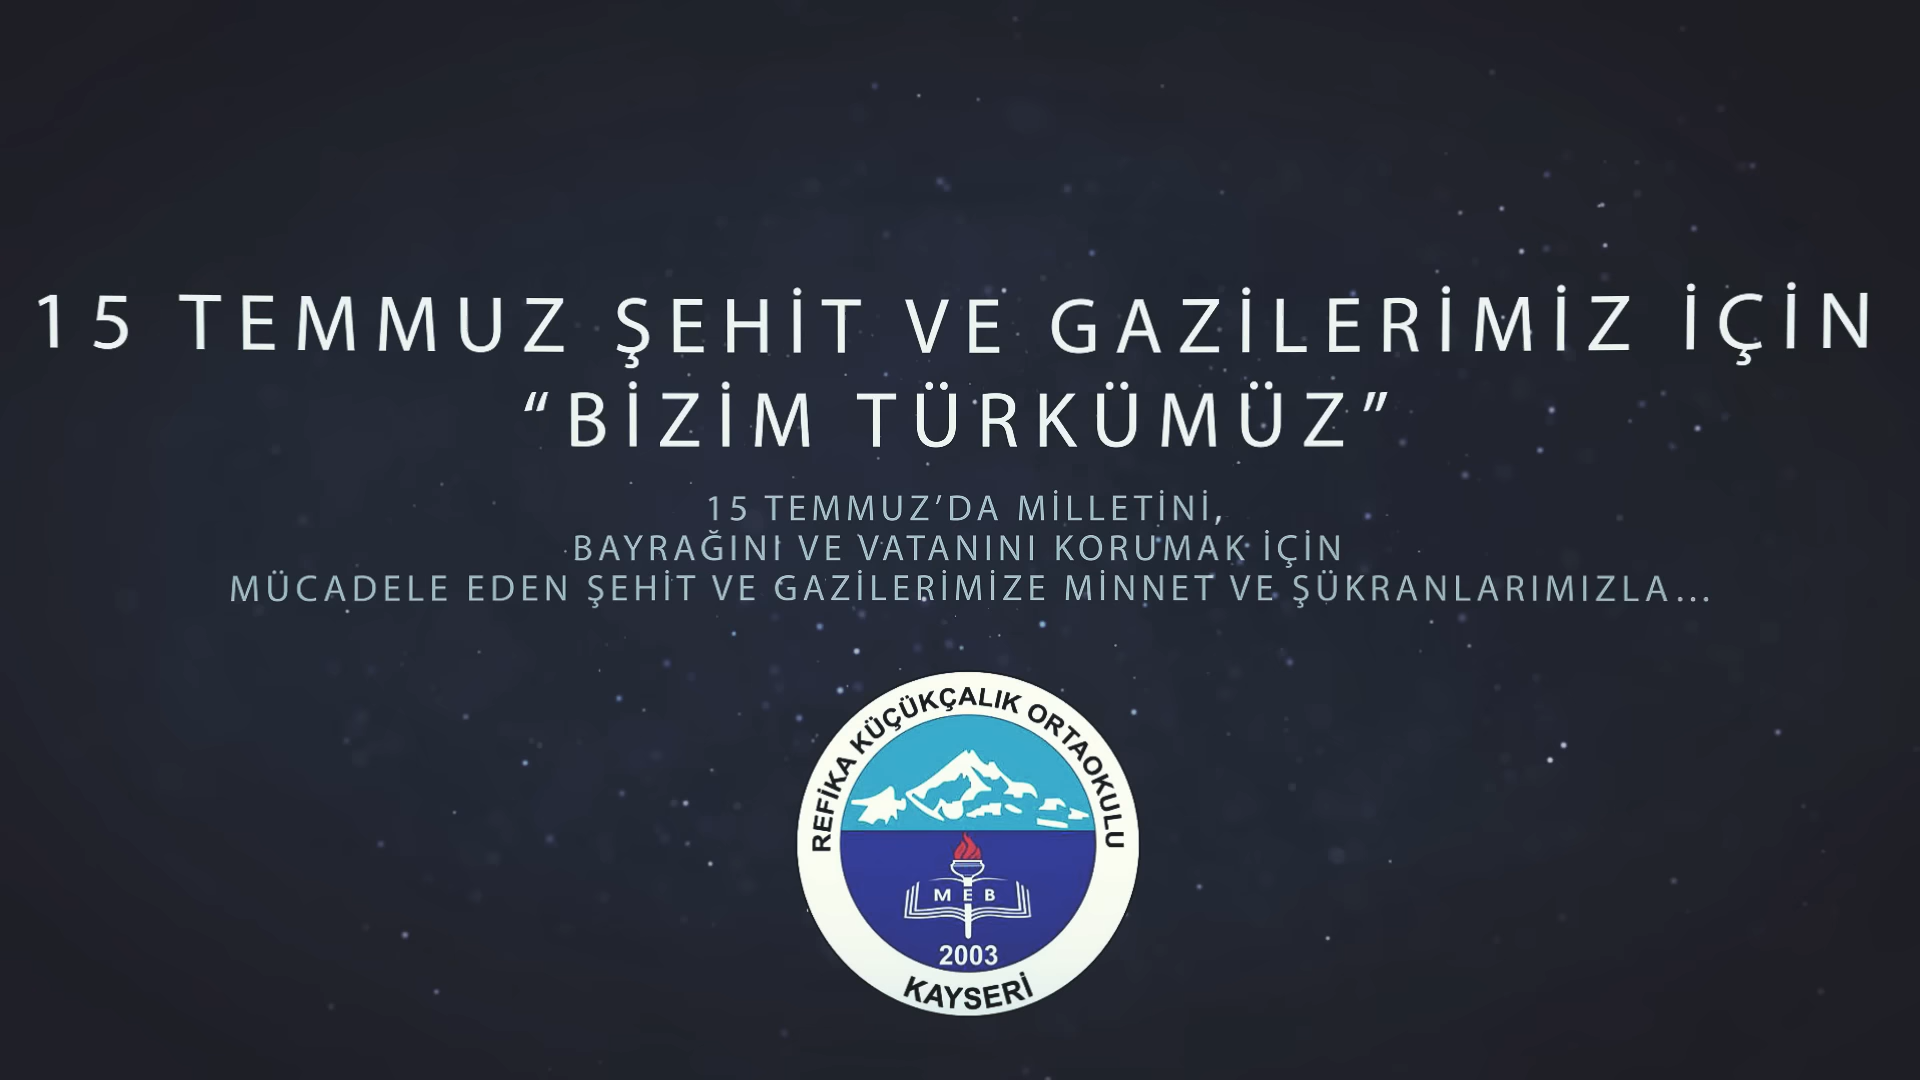 15 TEMMUZ ŞEHİT VE GAZİLERİMİZ İÇİN
“BİZİM TÜRKÜMÜZ”
15 TEMMUZ’DA MİLLETİNİ,
BAYRAĞINI VE VATANINI KORUMAK İÇİN
MÜCADELE EDEN ŞEHİT VE GAZİLERİMİZE MİNNET VE ŞÜKRANLARIMIZLA...
REFİKA KÜÇÜKÇALIK ORTAOKULU
M E B
2003
KAYSERİ